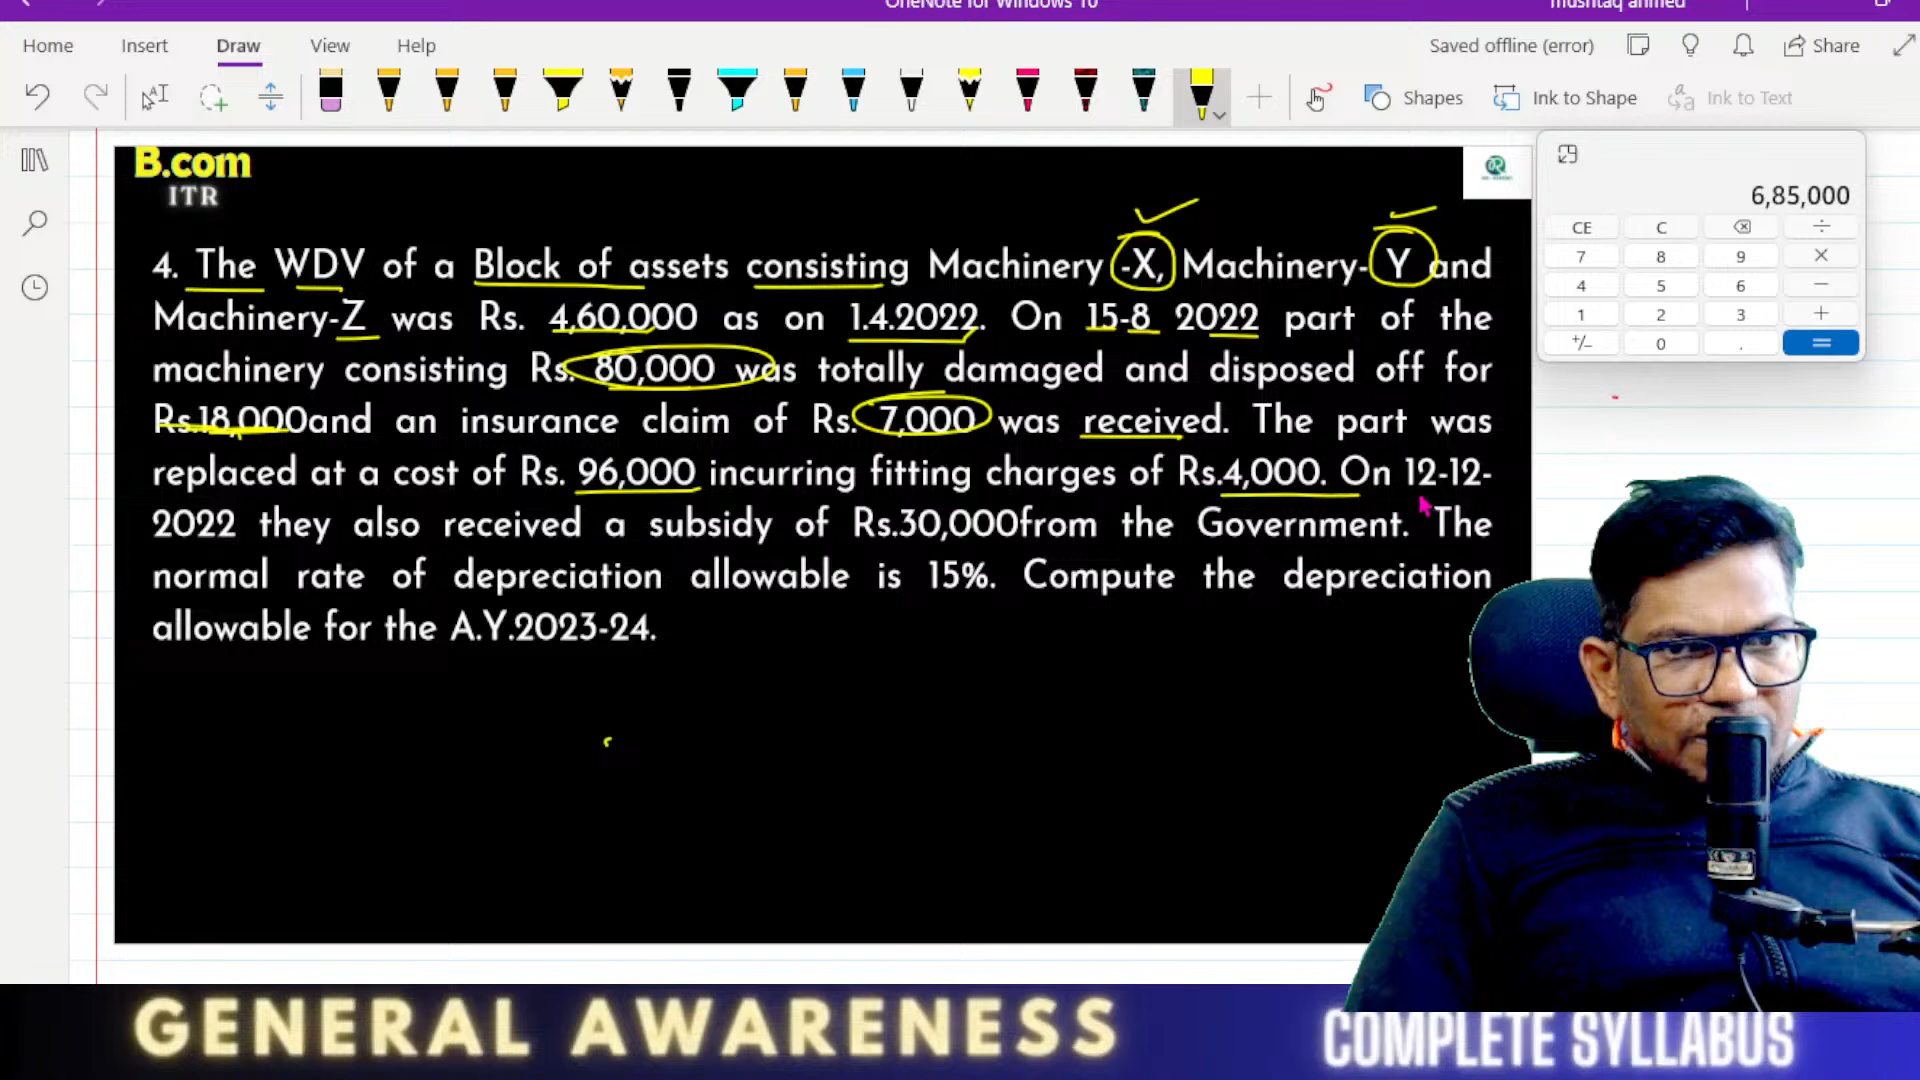 OneNote for Windows 10
mushtaq ahmed
Home Insert Draw View Help
Saved offline (error)
Share
Shapes
Ink to Shape
Ink to Text
B.com
ITR
6,85,000
CE C ÷
7 8 9 ×
4 5 6 −
1 2 3 +
+/− 0 . =
4. The WDV of a Block of assets consisting Machinery -X, Machinery- Y and
Machinery-Z was Rs. 4,60,000 as on 1.4.2022. On 15-8 2022 part of the
machinery consisting Rs. 80,000 was totally damaged and disposed off for
Rs.18,000and an insurance claim of Rs. 7,000 was received. The part was
replaced at a cost of Rs. 96,000 incurring fitting charges of Rs.4,000. On 12-12-
2022 they also received a subsidy of Rs.30,000from the Government. The
normal rate of depreciation allowable is 15%. Compute the depreciation
allowable for the A.Y.2023-24.
GENERAL AWARENESS
COMPLETE SYLLABUS